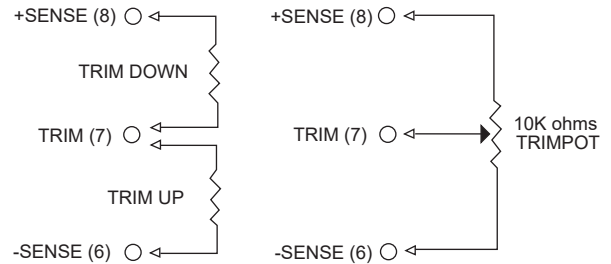 +SENSE (8)
TRIM DOWN
TRIM (7)
TRIM UP
-SENSE (6)
+SENSE (8)
TRIM (7)
10K ohms
TRIMPOT
-SENSE (6)